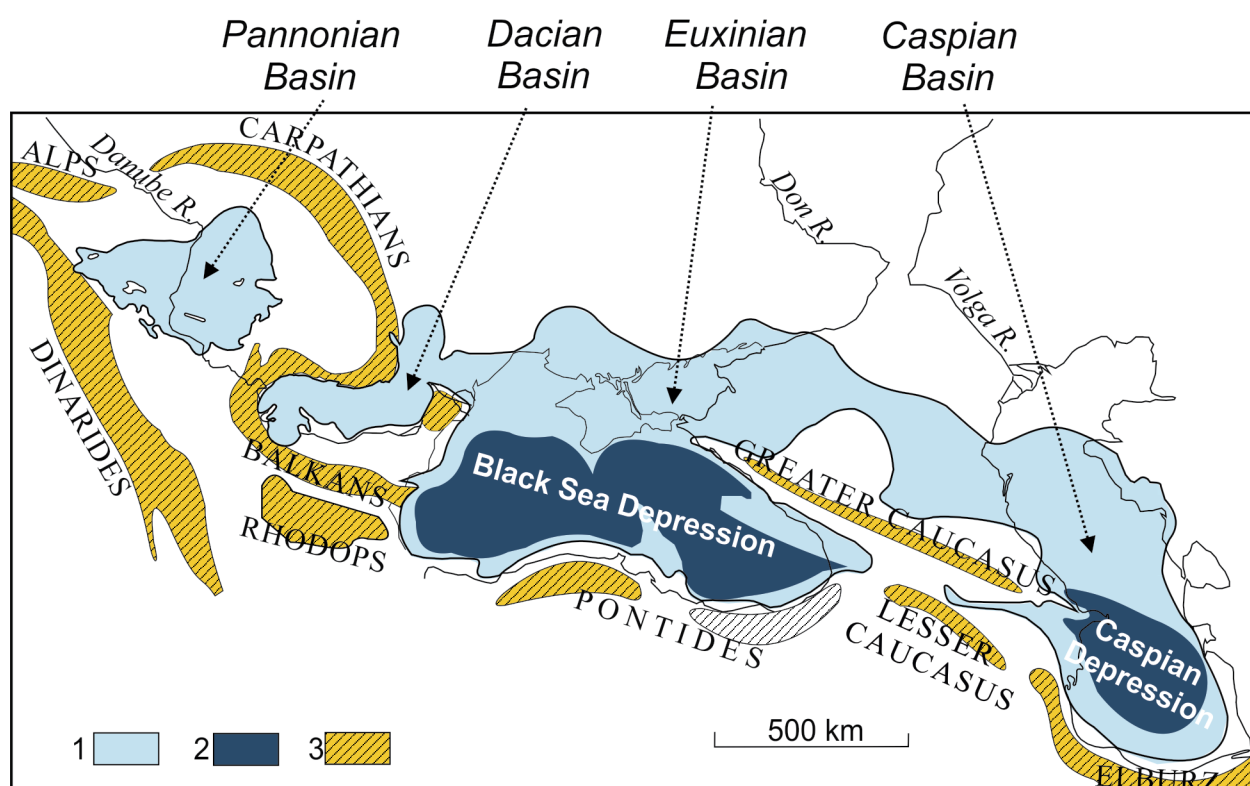 Pannonian
Basin
Dacian
Basin
Euxinian
Basin
Caspian
Basin
CARPATHIANS
ALPS
Danube R.
Don R.
Volga R.
DINARIDES
BALKANS
RHODOPS
Black Sea Depression
GREATER CAUCASUS
PONTIDES
LESSER
CAUCASUS
Caspian
Depression
ELBURZ
1
2
3
500 km